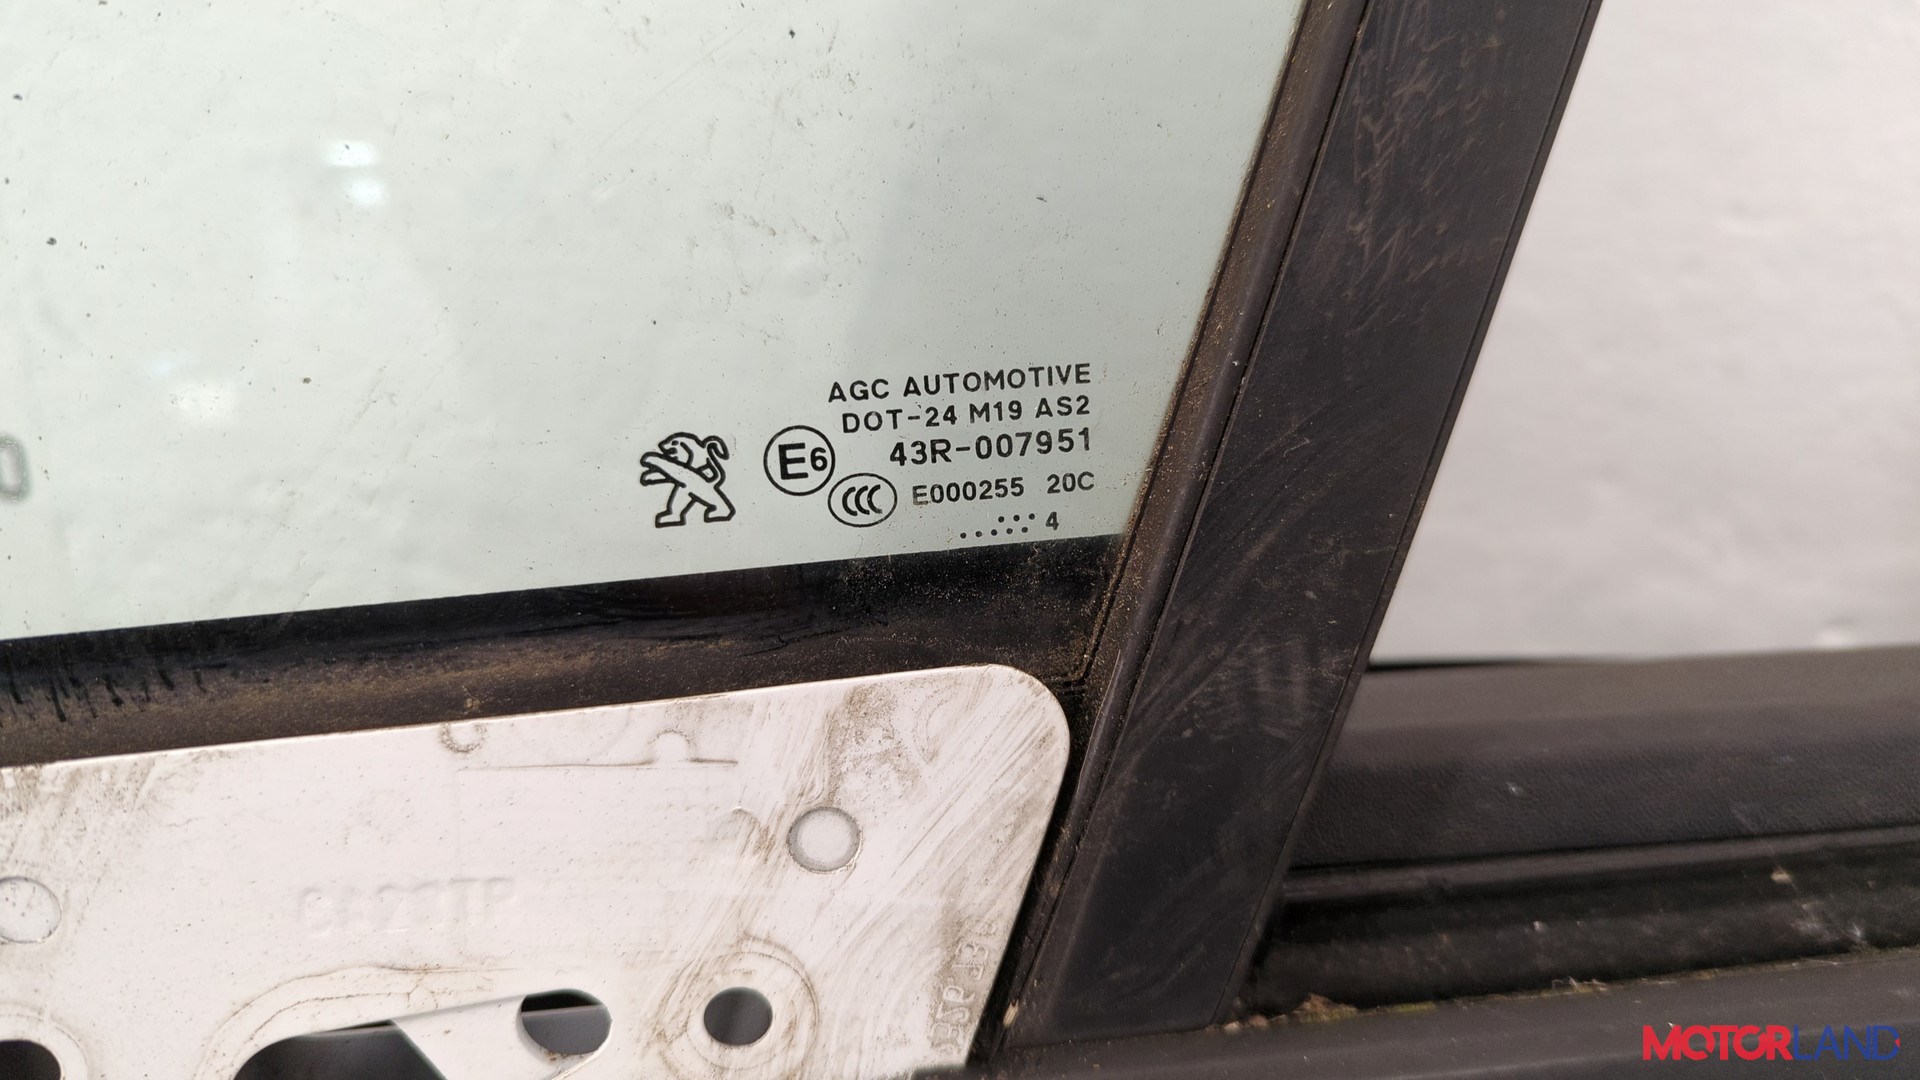 AGC AUTOMOTIVE
DOT-24 M19 AS2
E6 43R-007951
CCC E000255 20C
4
MOTORLAND